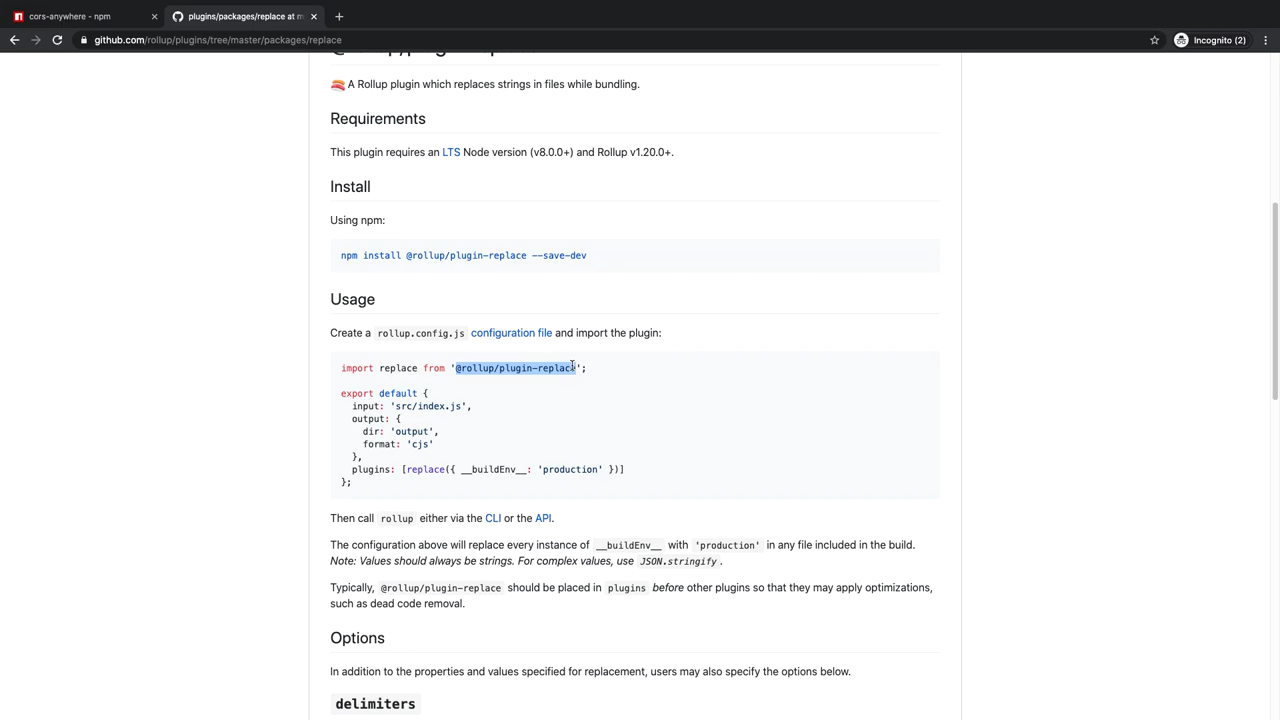 cors-anywhere - npm
plugins/packages/replace at m
github.com/rollup/plugins/tree/master/packages/replace
Incognito (2)
A Rollup plugin which replaces strings in files while bundling.
Requirements
This plugin requires an LTS Node version (v8.0.0+) and Rollup v1.20.0+.
Install
Using npm:
npm install @rollup/plugin-replace --save-dev
Usage
Create a rollup.config.js configuration file and import the plugin:
import replace from '@rollup/plugin-replace';
export default {
input: 'src/index.js',
output: {
dir: 'output',
format: 'cjs'
},
plugins: [replace({ __buildEnv__: 'production' })]
};
Then call rollup either via the CLI or the API.
The configuration above will replace every instance of __buildEnv__ with 'production' in any file included in the build.
Note: Values should always be strings. For complex values, use JSON.stringify.
Typically, @rollup/plugin-replace should be placed in plugins before other plugins so that they may apply optimizations,
such as dead code removal.
Options
In addition to the properties and values specified for replacement, users may also specify the options below.
delimiters